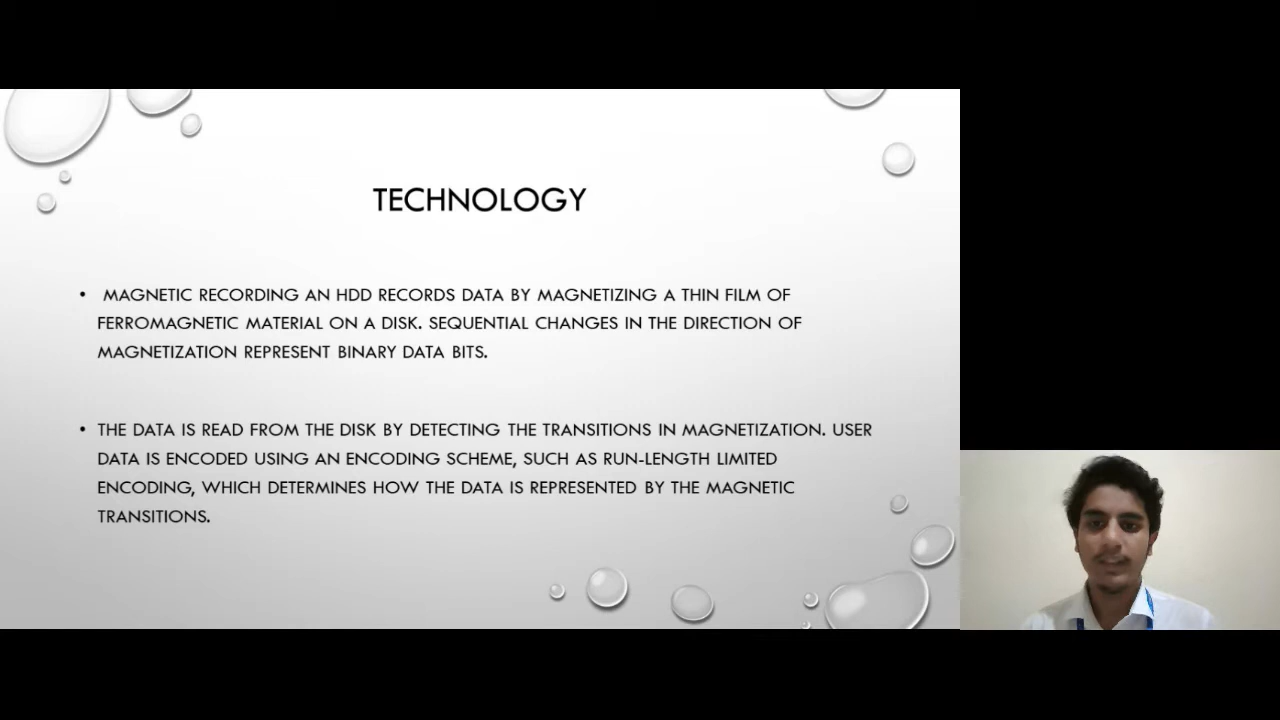 TECHNOLOGY
• MAGNETIC RECORDING AN HDD RECORDS DATA BY MAGNETIZING A THIN FILM OF
FERROMAGNETIC MATERIAL ON A DISK. SEQUENTIAL CHANGES IN THE DIRECTION OF
MAGNETIZATION REPRESENT BINARY DATA BITS.
• THE DATA IS READ FROM THE DISK BY DETECTING THE TRANSITIONS IN MAGNETIZATION. USER
DATA IS ENCODED USING AN ENCODING SCHEME, SUCH AS RUN-LENGTH LIMITED
ENCODING, WHICH DETERMINES HOW THE DATA IS REPRESENTED BY THE MAGNETIC
TRANSITIONS.